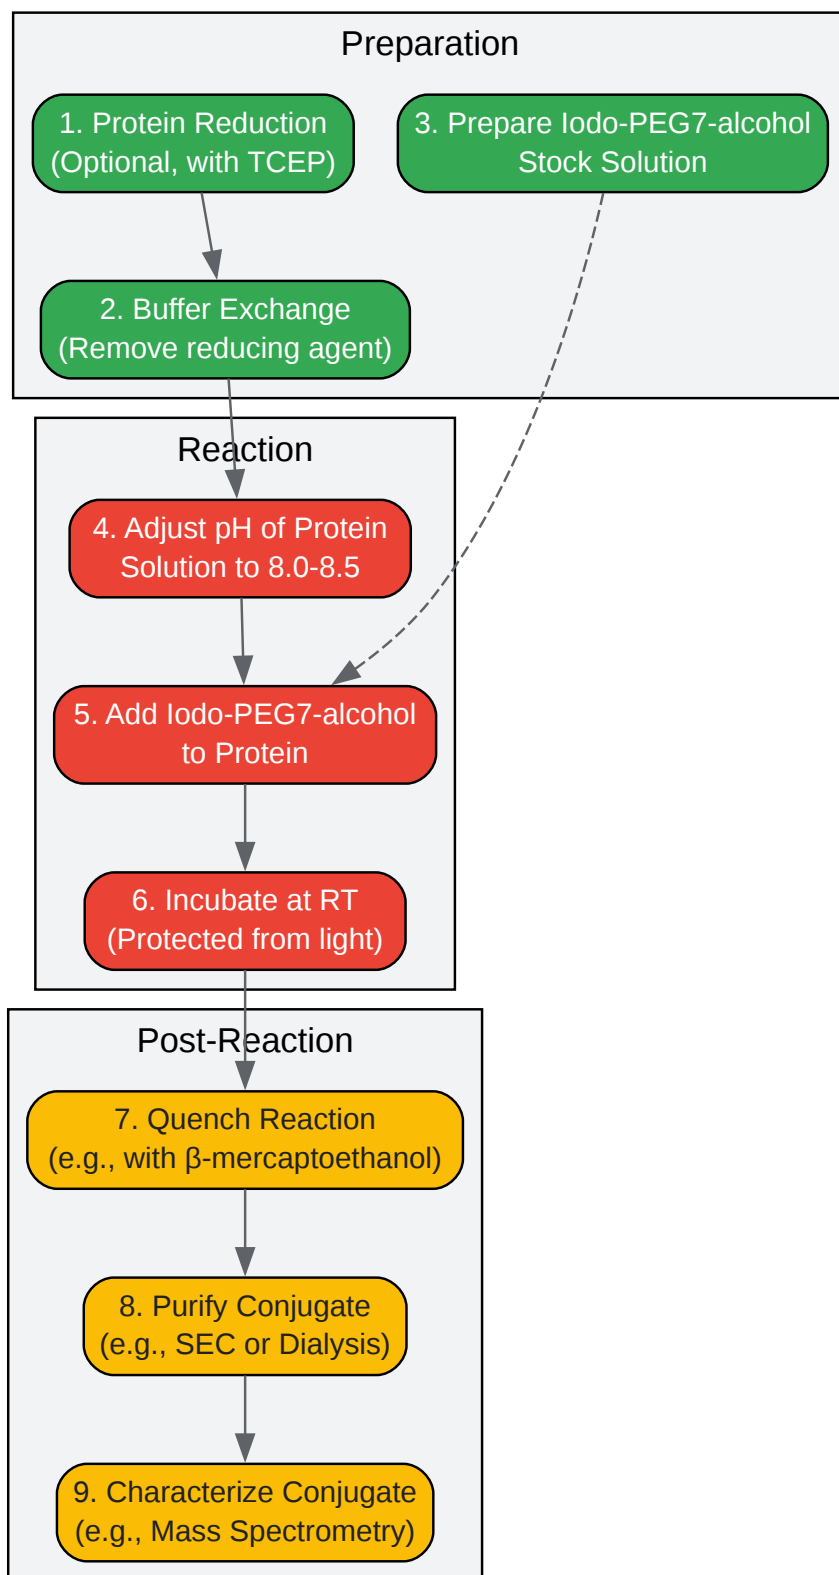 Preparation
1. Protein Reduction
(Optional, with TCEP)
3. Prepare Iodo-PEG7-alcohol
Stock Solution
2. Buffer Exchange
(Remove reducing agent)
Reaction
4. Adjust pH of Protein
Solution to 8.0-8.5
5. Add Iodo-PEG7-alcohol
to Protein
6. Incubate at RT
(Protected from light)
Post-Reaction
7. Quench Reaction
(e.g., with β-mercaptoethanol)
8. Purify Conjugate
(e.g., SEC or Dialysis)
9. Characterize Conjugate
(e.g., Mass Spectrometry)